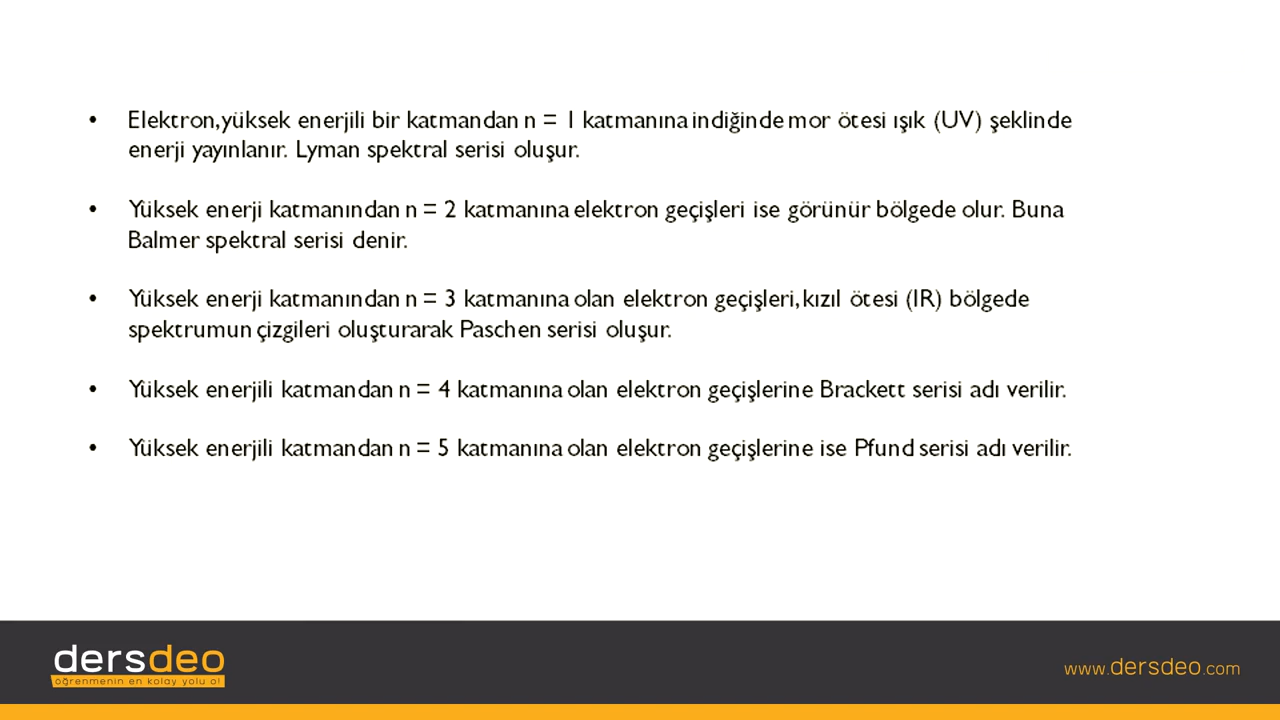 • Elektron,yüksek enerjili bir katmandan n = 1 katmanına indiğinde mor ötesi ışık (UV) şeklinde
enerji yayınlanır. Lyman spektral serisi oluşur.
• Yüksek enerji katmanından n = 2 katmanına elektron geçişleri ise görünür bölgede olur. Buna
Balmer spektral serisi denir.
• Yüksek enerji katmanından n = 3 katmanına olan elektron geçişleri,kızıl ötesi (IR) bölgede
spektrumun çizgileri oluşturarak Paschen serisi oluşur.
• Yüksek enerjili katmandan n = 4 katmanına olan elektron geçişlerine Brackett serisi adı verilir.
• Yüksek enerjili katmandan n = 5 katmanına olan elektron geçişlerine ise Pfund serisi adı verilir.
dersdeo
öğrenmenin en kolay yolu o!
www.dersdeo.com